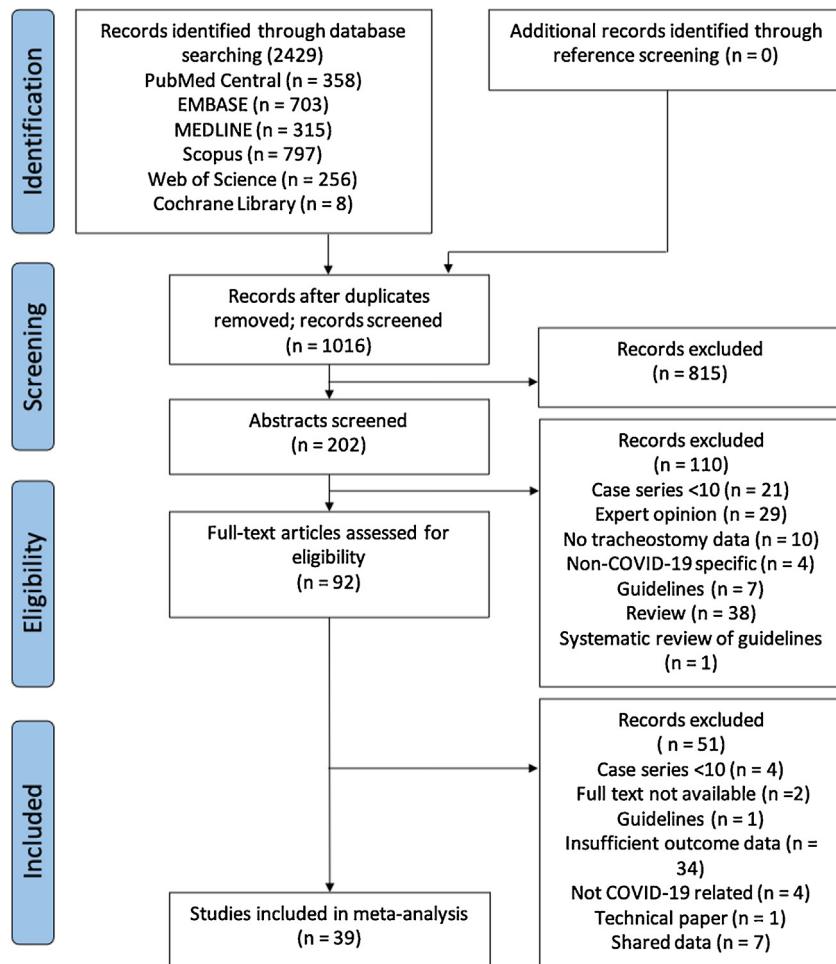 Identification
Records identified through database
searching (2429)
PubMed Central (n = 358)
EMBASE (n = 703)
MEDLINE (n = 315)
Scopus (n = 797)
Web of Science (n = 256)
Cochrane Library (n = 8)
Additional records identified through
reference screening (n = 0)
Screening
Records after duplicates
removed; records screened
n = 1016)
Records excluded
(n = 815)
Abstracts screened
(n = 202)
Records excluded
(n = 110)
Case series <10 (n = 21)
Expert opinion (n = 29)
No tracheostomy data (n = 10)
Non-COVID-19 specific (n = 4)
Guidelines (n = 7)
Review (n = 38)
Systematic review of guidelines
(n = 1)
Eligibility
Full-text articles assessed for
eligibility
(n = 92)
Included
Records excluded
( n = 51)
Case series <10 (n = 4)
Full text not available (n =2)
Guidelines (n = 1)
Insufficient outcome data (n =
34)
Not COVID-19 related (n = 4)
Technical paper (n = 1)
Shared data (n = 7)
Studies included in meta-analysis
(n = 39)